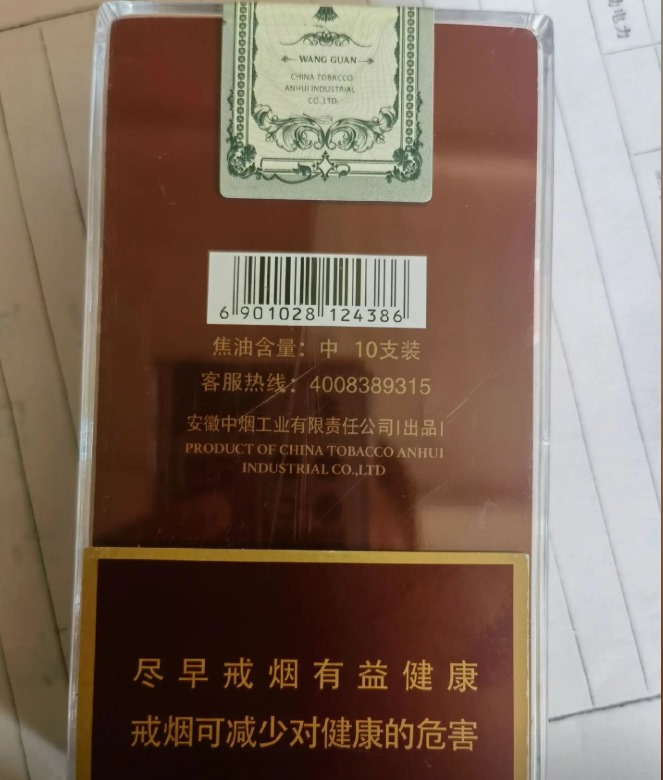 WANG GUAN
CHINA TOBACCO
ANHUI INDUSTRIAL
CO.,LTD
6 901028 124386
焦油含量：中 10支装
客服热线：4008389315
安徽中烟工业有限责任公司|出品|
PRODUCT OF CHINA TOBACCO ANHUI
INDUSTRIAL CO.,LTD
尽早戒烟有益健康
戒烟可减少对健康的危害
动电力